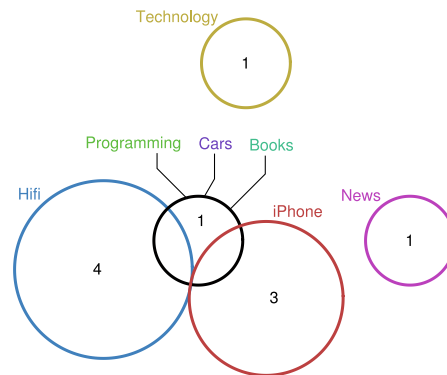 Technology
1
Programming Cars Books
Hifi
1
iPhone
News
4
3
1